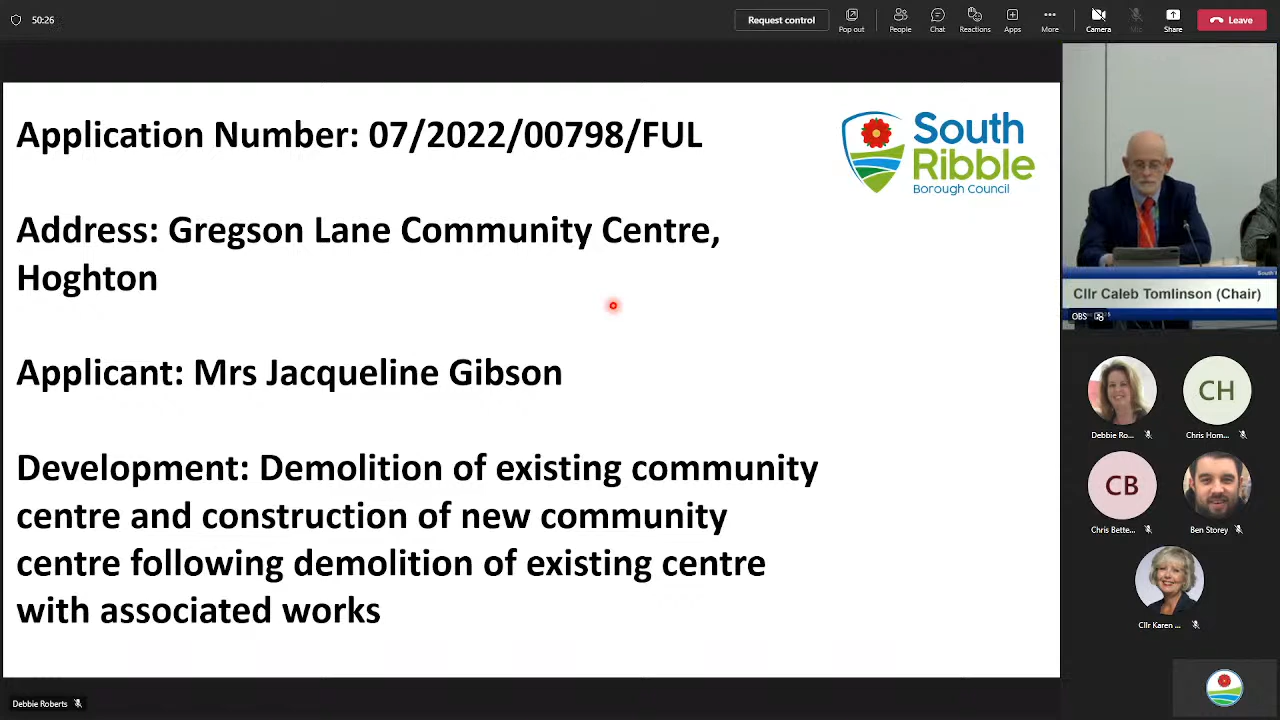 50:26
Request control
Pop out
People
Chat
Reactions
Apps
More
Camera
Mic
Share
Leave
Application Number: 07/2022/00798/FUL
South
Ribble
Borough Council
Address: Gregson Lane Community Centre,
Hoghton
Applicant: Mrs Jacqueline Gibson
Development: Demolition of existing community
centre and construction of new community
centre following demolition of existing centre
with associated works
Cllr Caleb Tomlinson (Chair)
OBS
Debbie Ro...
CH
Chris Hom...
CB
Chris Bette...
Ben Storey
Cllr Karen ...
Debbie Roberts